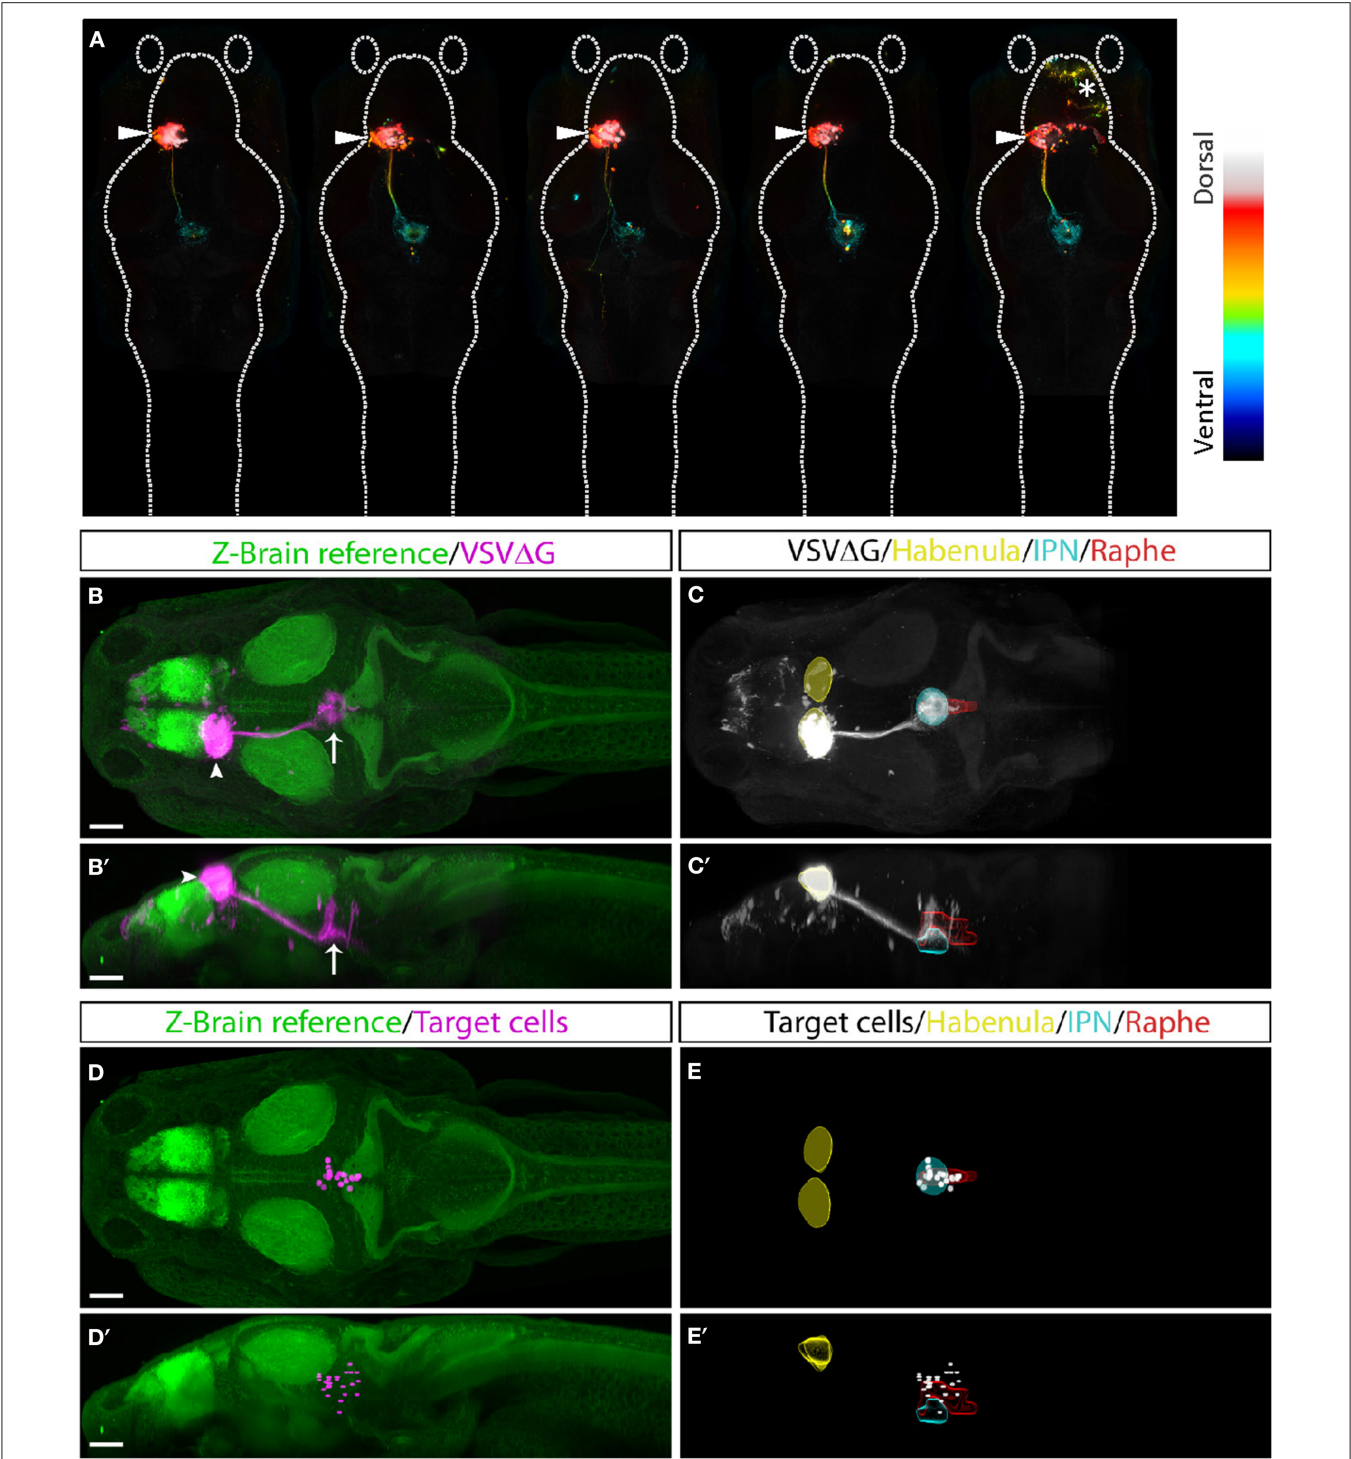 A
*
Dorsal
Ventral
Z-Brain reference/VSVΔG
VSVΔG/Habenula/IPN/Raphe
B
C
B′
C′
Z-Brain reference/Target cells
Target cells/Habenula/IPN/Raphe
D
E
D′
E′